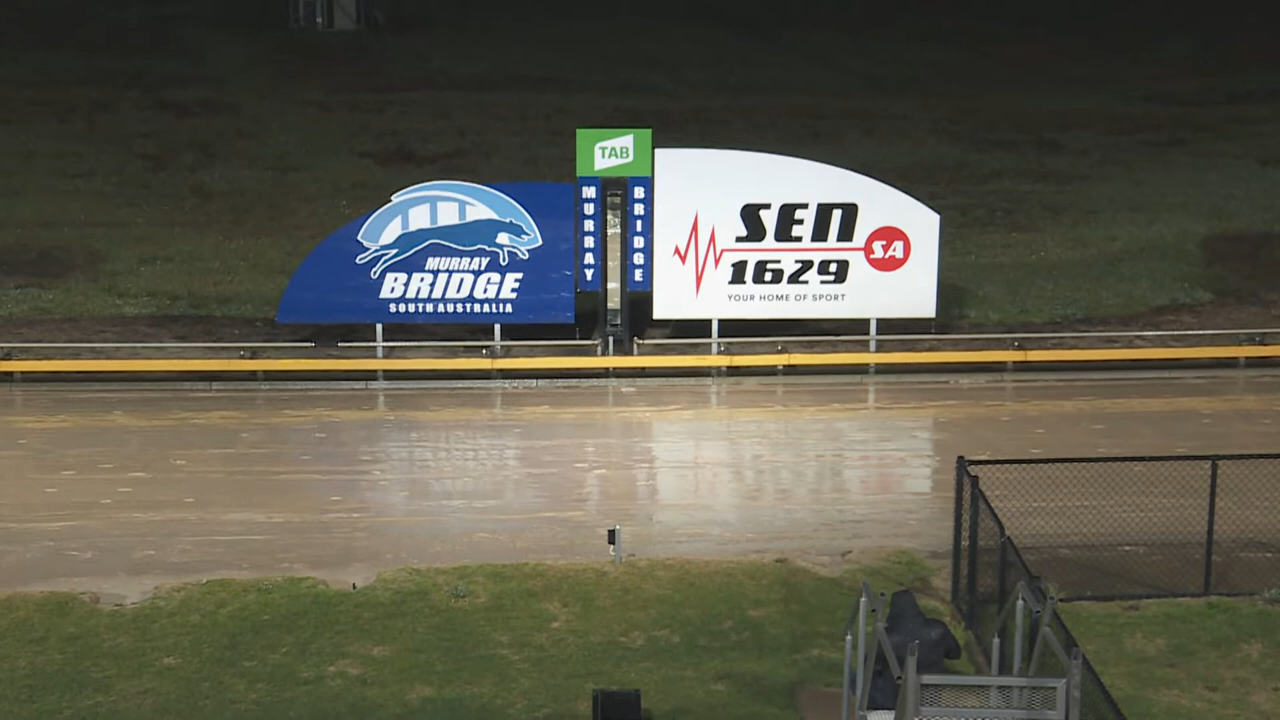 TAB
MURRAY
BRIDGE
MURRAY
BRIDGE
SOUTH AUSTRALIA
SEN
SA
1629
YOUR HOME OF SPORT